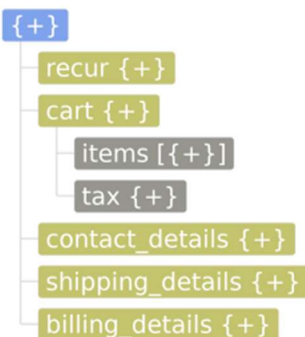 {+}
recur {+}
cart {+}
items [{+}]
tax {+}
contact_details {+}
shipping_details {+}
billing_details {+}